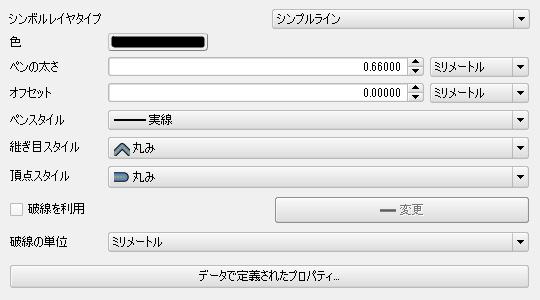 シンボルレイヤタイプ シンプルライン
色
ペンの太さ 0.66000 ミリメートル
オフセット 0.00000 ミリメートル
ペンスタイル 実線
継ぎ目スタイル 丸み
頂点スタイル 丸み
破線を利用 変更
破線の単位 ミリメートル
データで定義されたプロパティ...